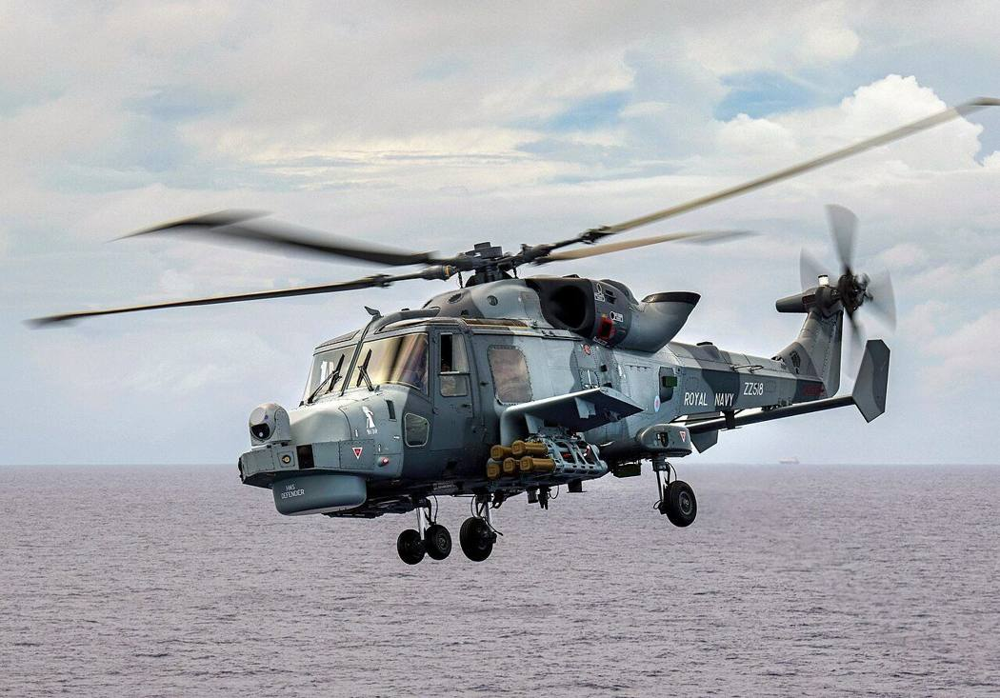 ROYAL NAVY
ZZ518
HMS
DEFENDER